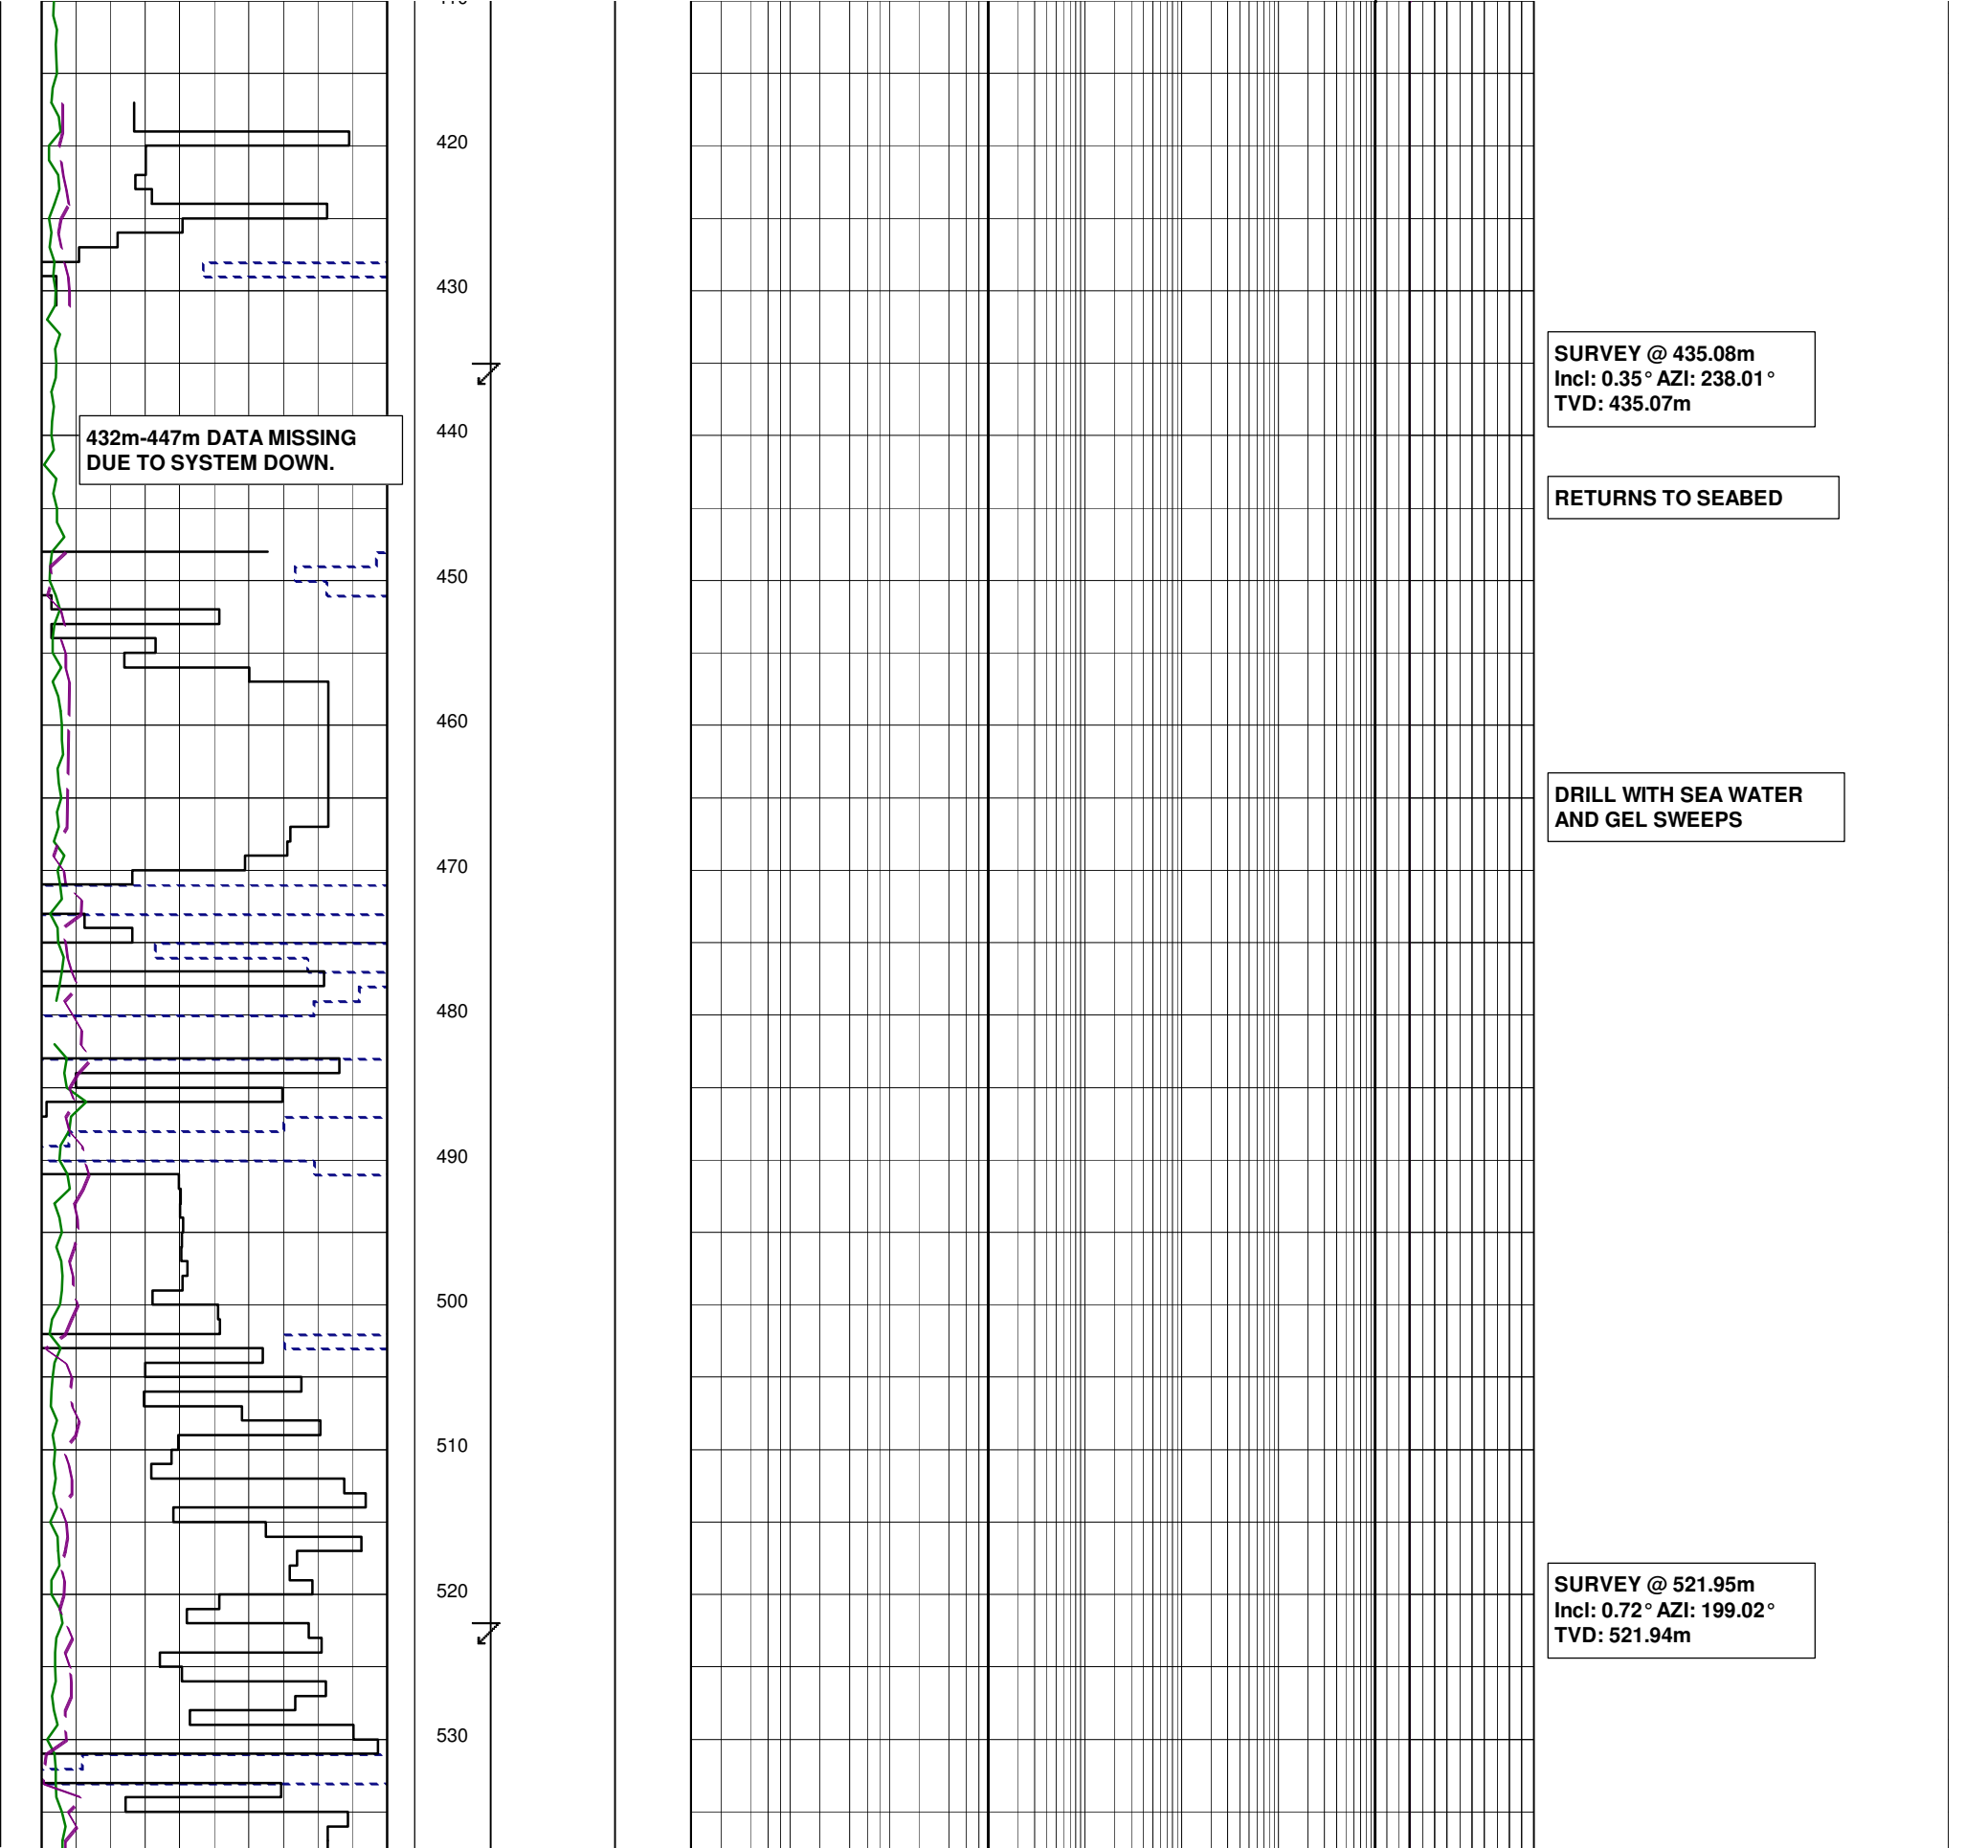 420
430
SURVEY @ 435.08m
Incl: 0.35° AZI: 238.01°
TVD: 435.07m
432m-447m DATA MISSING
DUE TO SYSTEM DOWN.
440
RETURNS TO SEABED
450
460
DRILL WITH SEA WATER
AND GEL SWEEPS
470
480
490
500
510
520
SURVEY @ 521.95m
Incl: 0.72° AZI: 199.02°
TVD: 521.94m
530